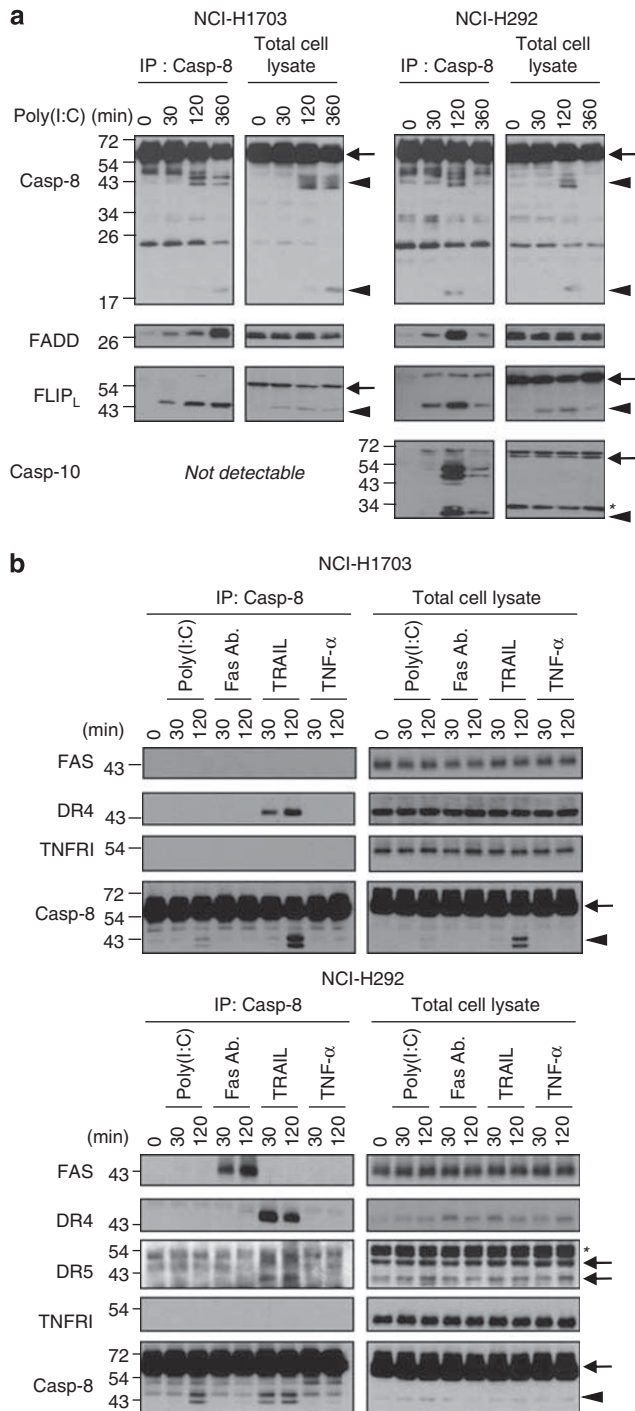 a
NCI-H1703
NCI-H292
IP : Casp-8
Total cell
lysate
IP : Casp-8
Total cell
lysate
Poly(I:C) (min)
0 30 120 360
0 30 120 360
0 30 120 360
0 30 120 360
Casp-8
72
54
43
34
26
17
FADD
26
FLIPL
54
43
Casp-10
Not detectable
72
54
43
34
*
b
NCI-H1703
IP: Casp-8
Total cell lysate
Poly(I:C) Fas Ab. TRAIL TNF-α
Poly(I:C) Fas Ab. TRAIL TNF-α
(min)
0 30 120 30 120 30 120 30 120
0 30 120 30 120 30 120 30 120
FAS 43
DR4 43
TNFRI 54
Casp-8
72
54
43
NCI-H292
IP: Casp-8
Total cell lysate
Poly(I:C) Fas Ab. TRAIL TNF-α
Poly(I:C) Fas Ab. TRAIL TNF-α
(min)
0 30 120 30 120 30 120 30 120
0 30 120 30 120 30 120 30 120
FAS 43
DR4 43
DR5
54
43
*
TNFRI
54
Casp-8
72
54
43